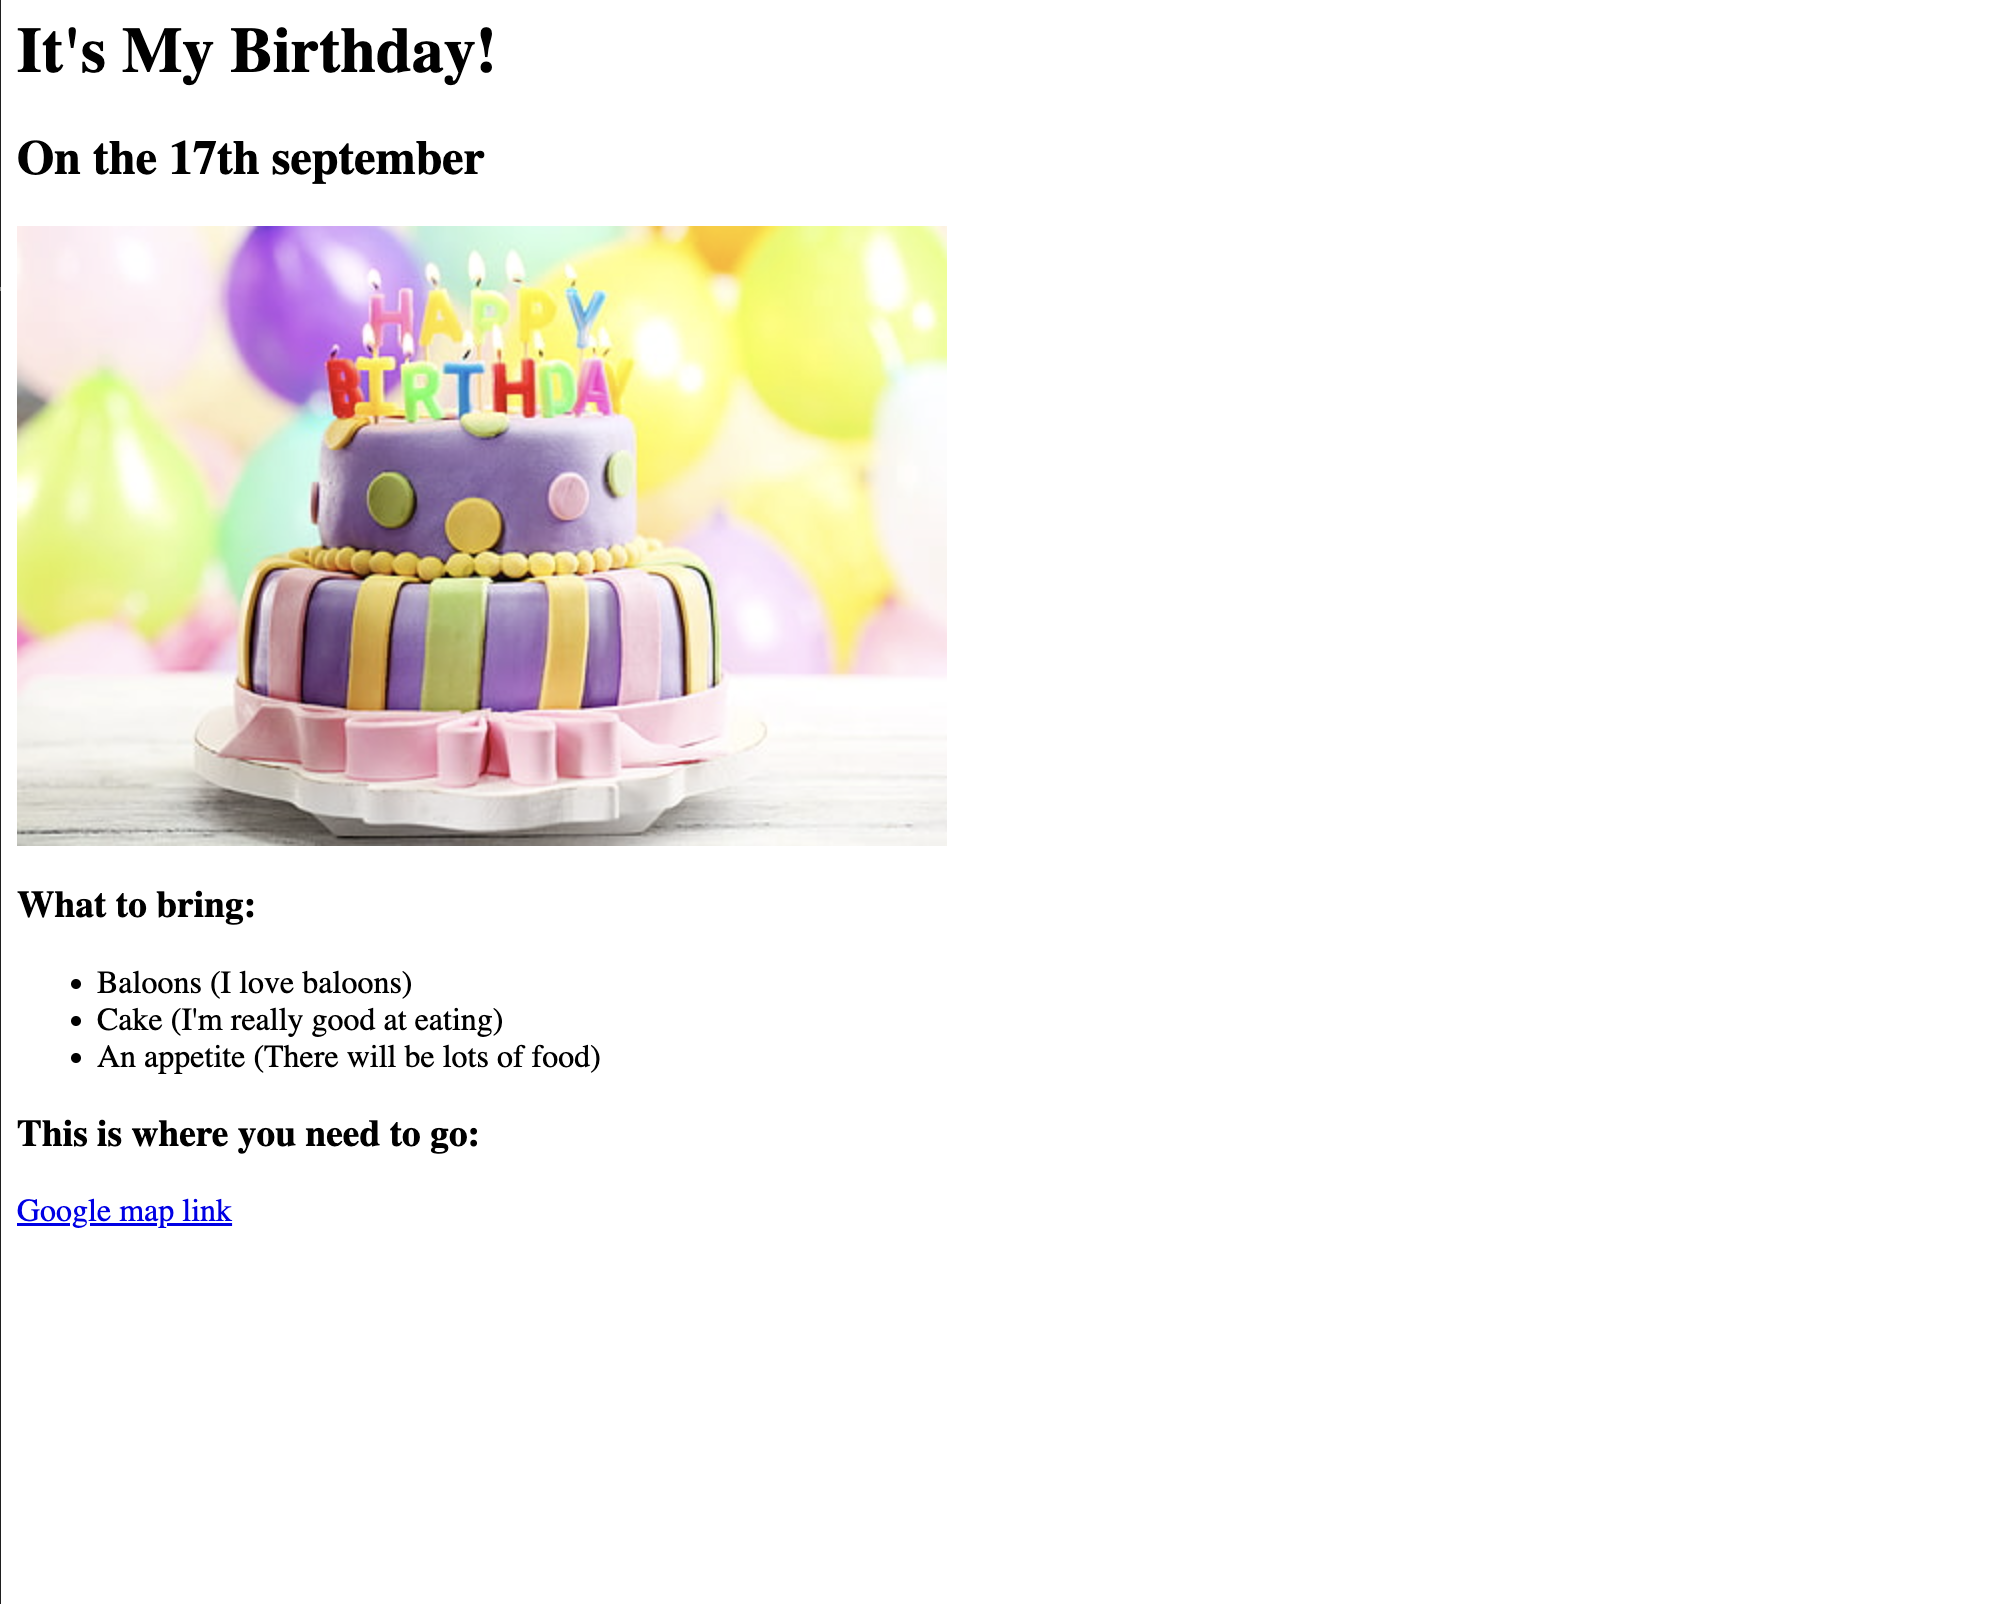 It's My Birthday!
On the 17th september
HAPPY
BIRTHDAY
What to bring:
Baloons (I love baloons)
Cake (I'm really good at eating)
An appetite (There will be lots of food)
This is where you need to go:
Google map link